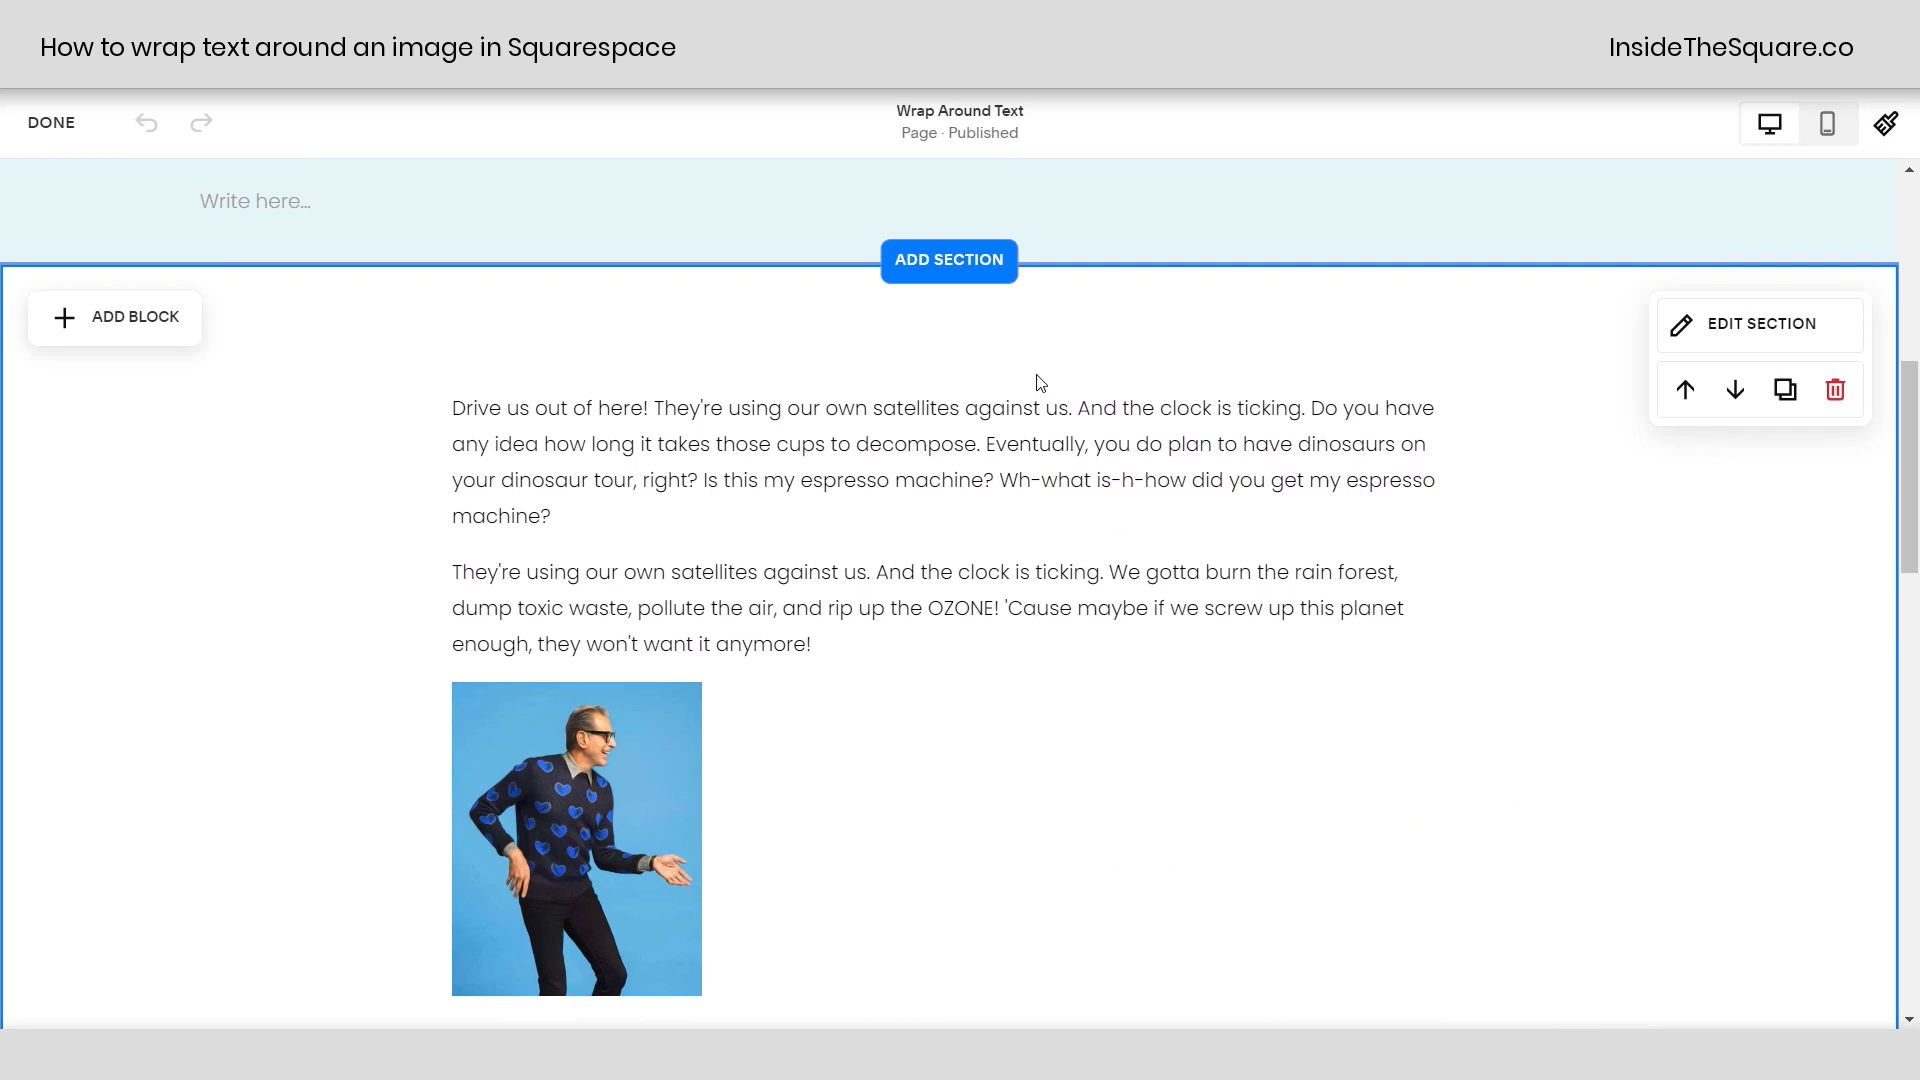 How to wrap text around an image in Squarespace
InsideTheSquare.co
DONE
Wrap Around Text
Page · Published
Write here...
ADD SECTION
ADD BLOCK
EDIT SECTION
Drive us out of here! They're using our own satellites against us. And the clock is ticking. Do you have
any idea how long it takes those cups to decompose. Eventually, you do plan to have dinosaurs on
your dinosaur tour, right? Is this my espresso machine? Wh-what is-h-how did you get my espresso
machine?
They're using our own satellites against us. And the clock is ticking. We gotta burn the rain forest,
dump toxic waste, pollute the air, and rip up the OZONE! 'Cause maybe if we screw up this planet
enough, they won't want it anymore!